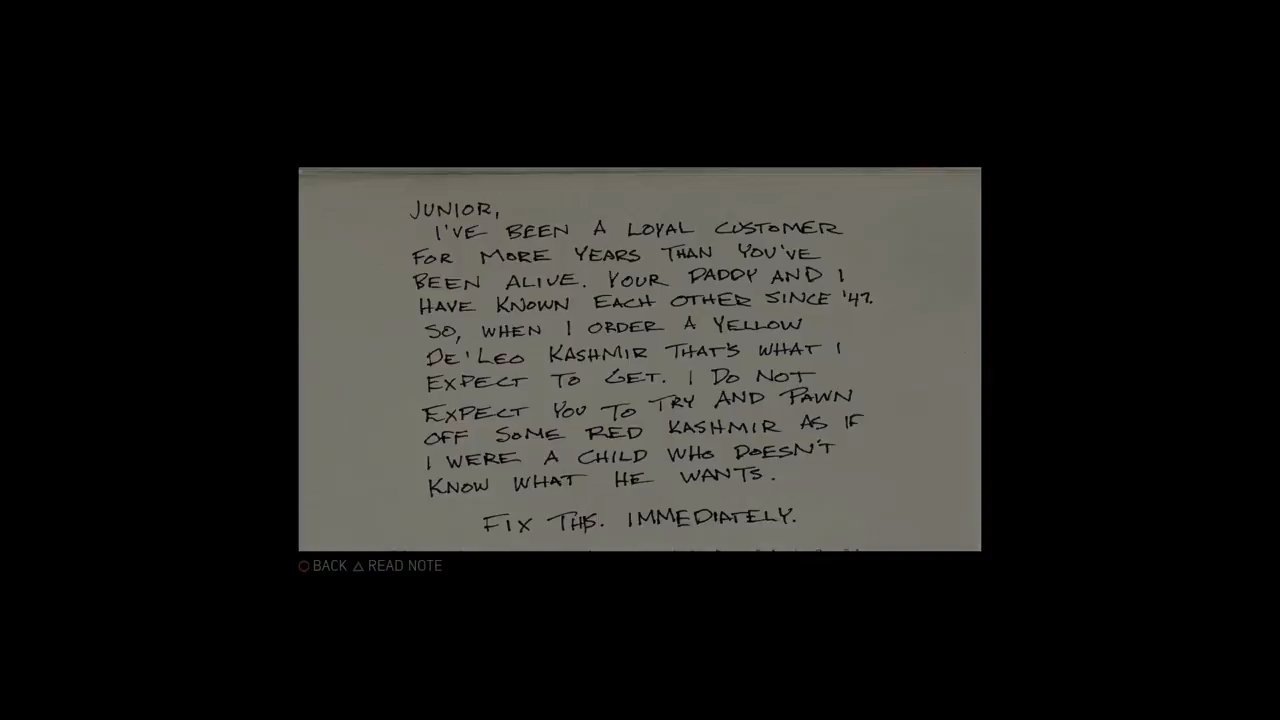 JUNIOR,
I'VE BEEN A LOYAL CUSTOMER
FOR MORE YEARS THAN YOU'VE
BEEN ALIVE. YOUR DADDY AND I
HAVE KNOWN EACH OTHER SINCE '47.
SO, WHEN I ORDER A YELLOW
DE'LEO KASHMIR THAT'S WHAT I
EXPECT TO GET. I DO NOT
EXPECT YOU TO TRY AND PAWN
OFF SOME RED KASHMIR AS IF
I WERE A CHILD WHO DOESN'T
KNOW WHAT HE WANTS.
FIX THIS. IMMEDIATELY.
BACK READ NOTE